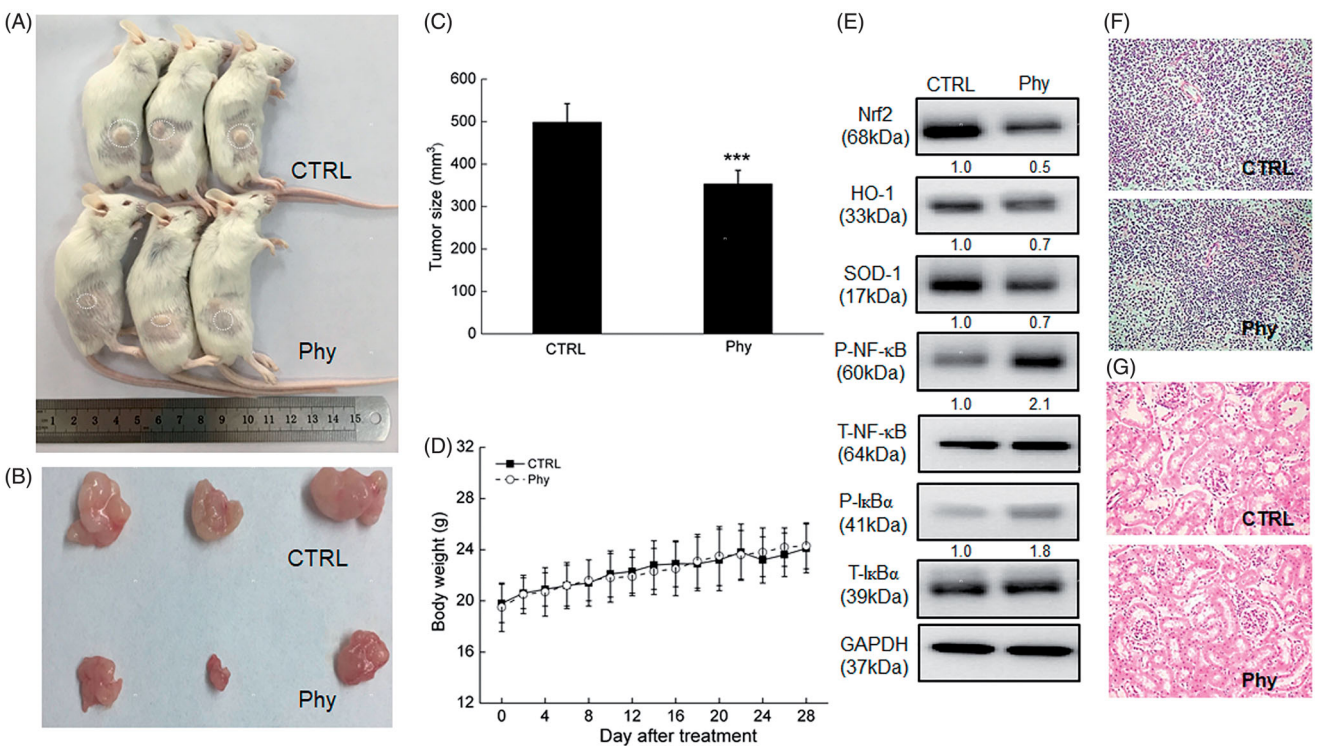 (A)
CTRL
Phy
1 2 3 4 5 6 7 8 9 10 11 12 13 14 15
(B)
CTRL
Phy
(C)
Tumor size (mm³)
600
500
400
300
200
100
0
***
CTRL
Phy
(D)
Body weight (g)
32
28
24
20
16
12
CTRL
Phy
0 4 8 12 16 20 24 28
Day after treatment
(E)
CTRL Phy
Nrf2
(68kDa)
1.0 0.5
HO-1
(33kDa)
1.0 0.7
SOD-1
(17kDa)
1.0 0.7
P-NF-κB
(60kDa)
1.0 2.1
T-NF-κB
(64kDa)
P-IκBα
(41kDa)
1.0 1.8
T-IκBα
(39kDa)
GAPDH
(37kDa)
(F)
CTRL
Phy
(G)
CTRL
Phy